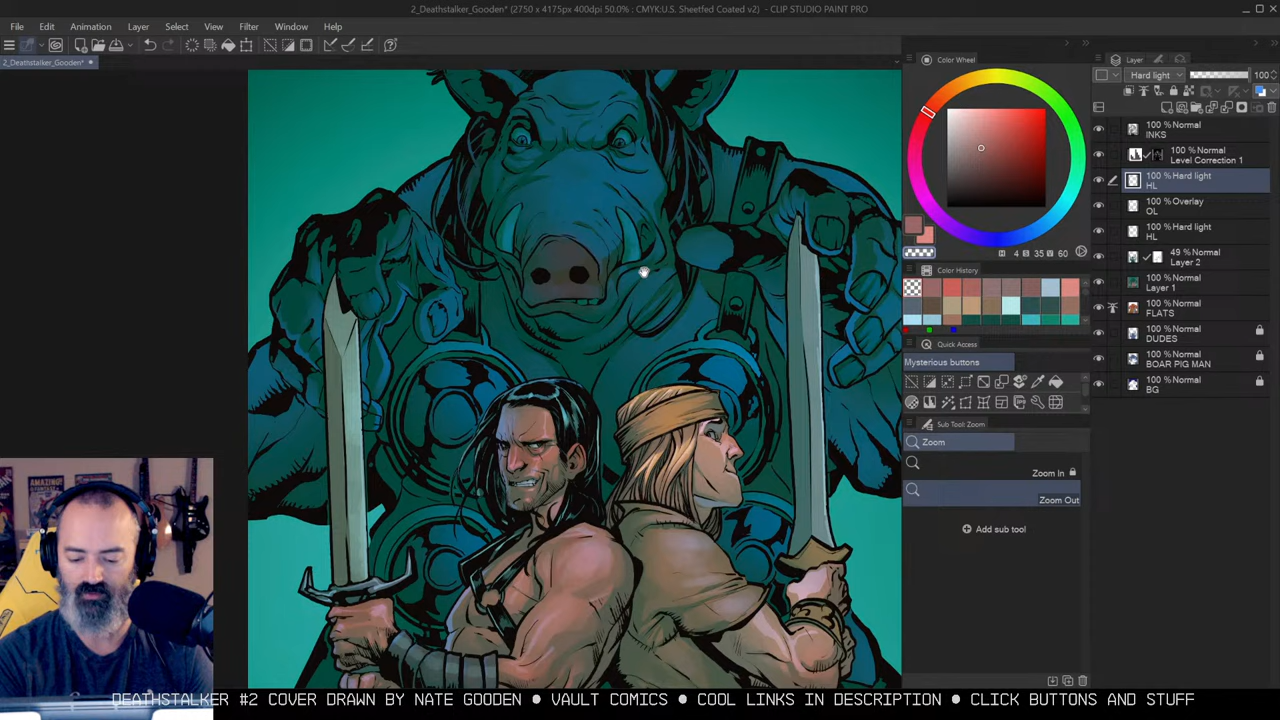 2_Deathstalker_Gooden* (2750 x 4175px 400dpi 50.0% : CMYK:U.S. Sheetfed Coated v2) - CLIP STUDIO PAINT PRO
File Edit Animation Layer Select View Filter Window Help
2_Deathstalker_Gooden*
Color Wheel
H 4 S 35 V 60
Color History
Quick Access
Mysterious buttons
Sub Tool: Zoom
Zoom
Zoom In
Zoom Out
Add sub tool
Layer
Hard light 100
100 % Normal
INKS
100 % Normal
Level Correction 1
100 % Hard light
HL
100 % Overlay
OL
100 % Hard light
HL
49 % Normal
Layer 2
100 % Normal
Layer 1
100 % Normal
FLATS
100 % Normal
DUDES
100 % Normal
BOAR PIG MAN
100 % Normal
BG
AMAZING
DEATHSTALKER #2 COVER DRAWN BY NATE GOODEN ● VAULT COMICS ● COOL LINKS IN DESCRIPTION ● CLICK BUTTONS AND STUFF